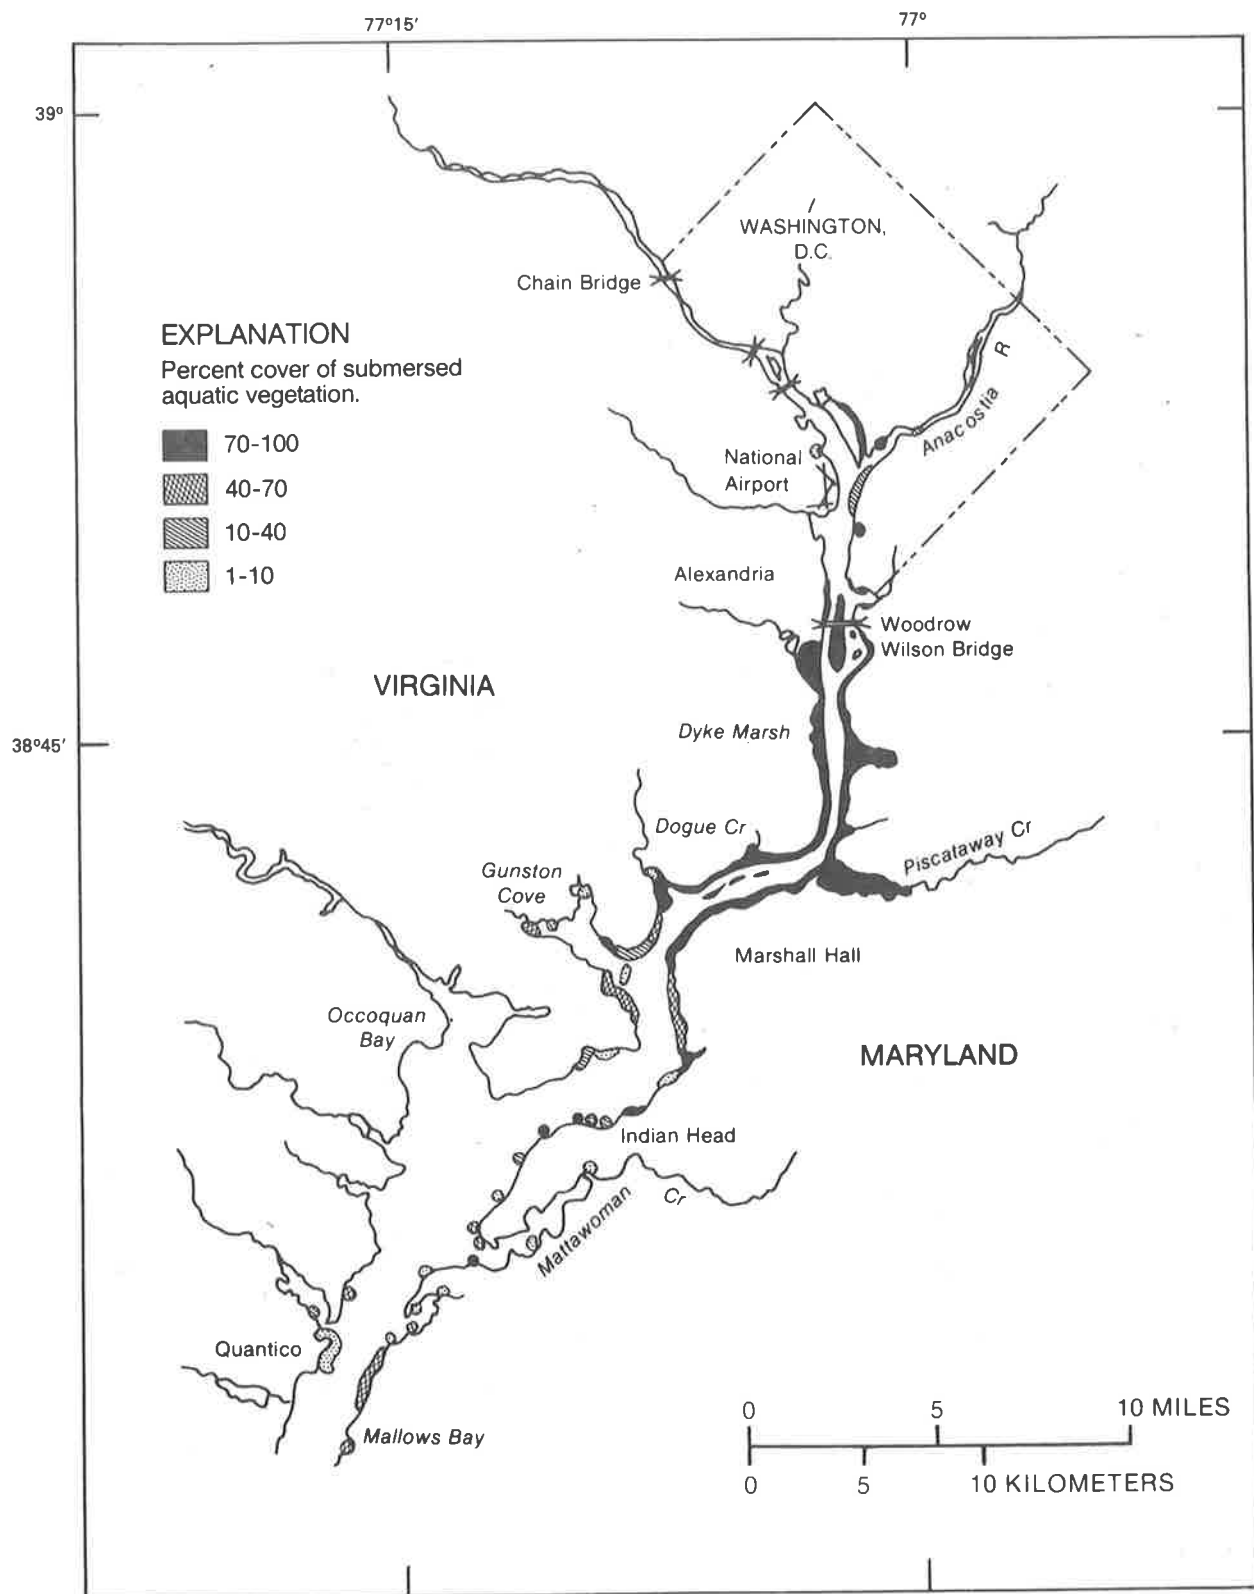 77°15′
77°
39°
WASHINGTON,
D.C.
Chain Bridge
EXPLANATION
Percent cover of submersed
aquatic vegetation.
70-100
40-70
10-40
1-10
Anacostia R
National
Airport
Alexandria
Woodrow
Wilson Bridge
VIRGINIA
Dyke Marsh
38°45′
Dogue Cr
Piscataway Cr
Gunston
Cove
Marshall Hall
Occoquan
Bay
MARYLAND
Indian Head
Mattawoman Cr
Quantico
Mallows Bay
0 5 10 MILES
0 5 10 KILOMETERS